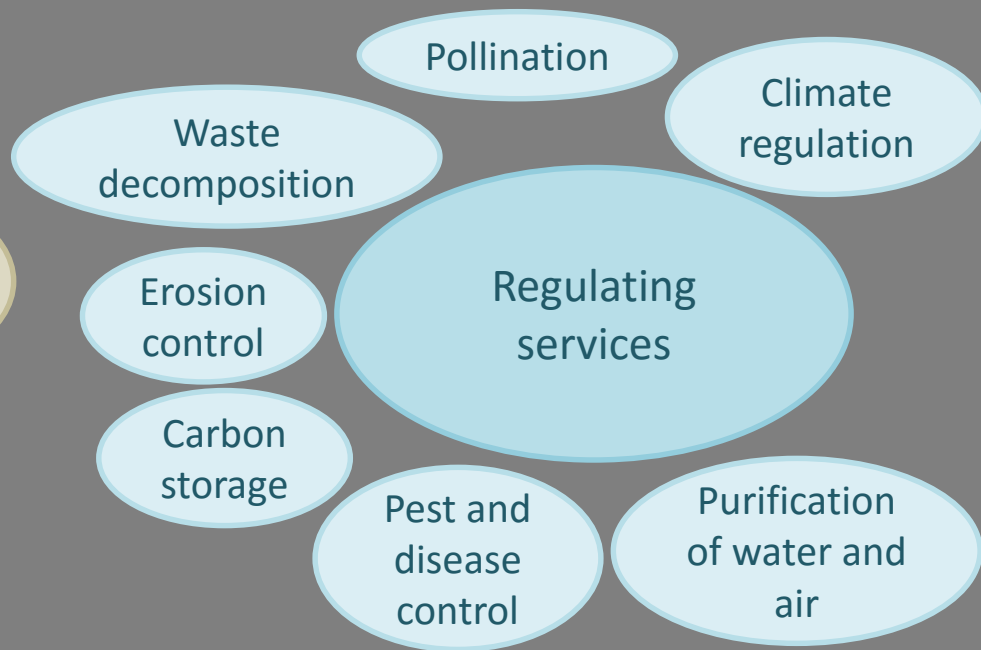 Pollination
Climate
regulation
Waste
decomposition
Regulating
services
Erosion
control
Carbon
storage
Pest and
disease
control
Purification
of water and
air